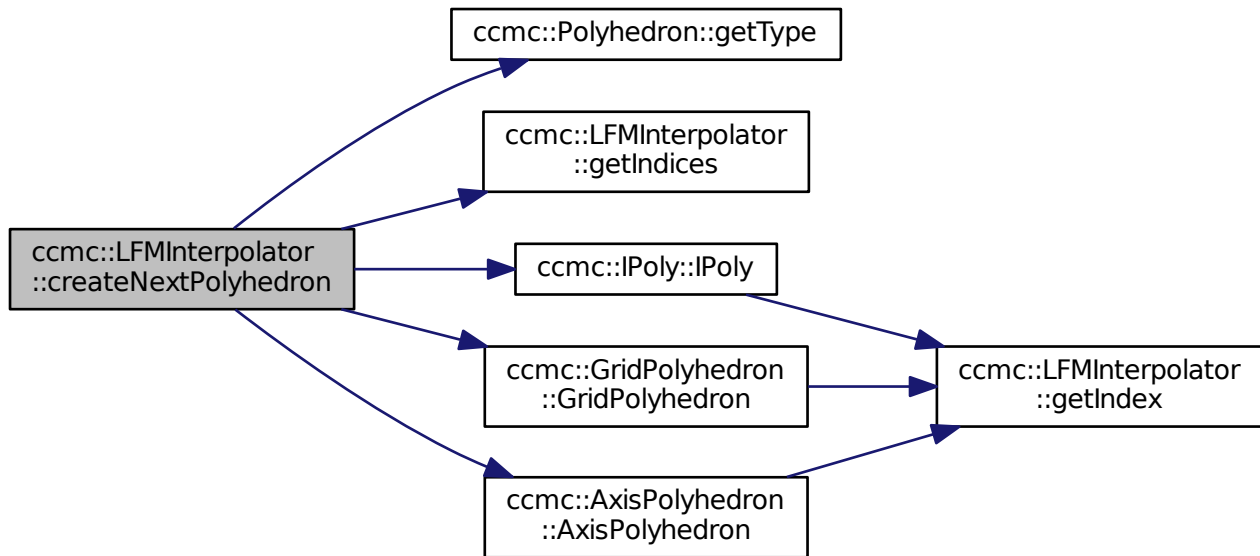 ccmc::Polyhedron::getType
ccmc::LFMInterpolator
::getIndices
ccmc::LFMInterpolator
::createNextPolyhedron
ccmc::IPoly::IPoly
ccmc::GridPolyhedron
::GridPolyhedron
ccmc::LFMInterpolator
::getIndex
ccmc::AxisPolyhedron
::AxisPolyhedron